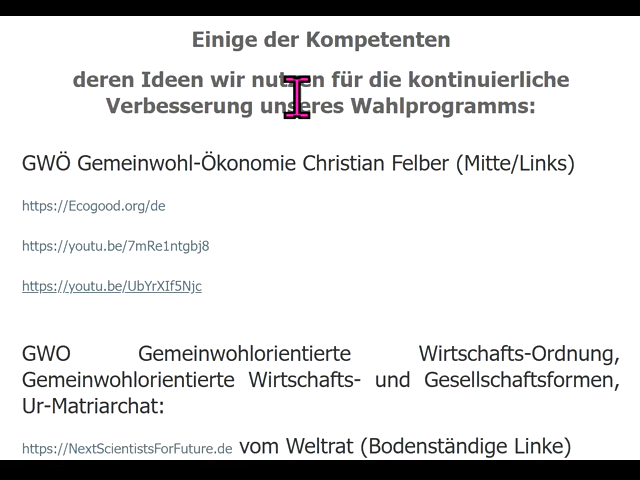 Einige der Kompetenten
deren Ideen wir nutzen für die kontinuierliche
Verbesserung unseres Wahlprogramms:
GWÖ Gemeinwohl-Ökonomie Christian Felber (Mitte/Links)
https://Ecogood.org/de
https://youtu.be/7mRe1ntgbj8
https://youtu.be/UbYrXIf5Njc
GWO Gemeinwohlorientierte Wirtschafts-Ordnung,
Gemeinwohlorientierte Wirtschafts- und Gesellschaftsformen,
Ur-Matriarchat:
https://NextScientistsForFuture.de vom Weltrat (Bodenständige Linke)